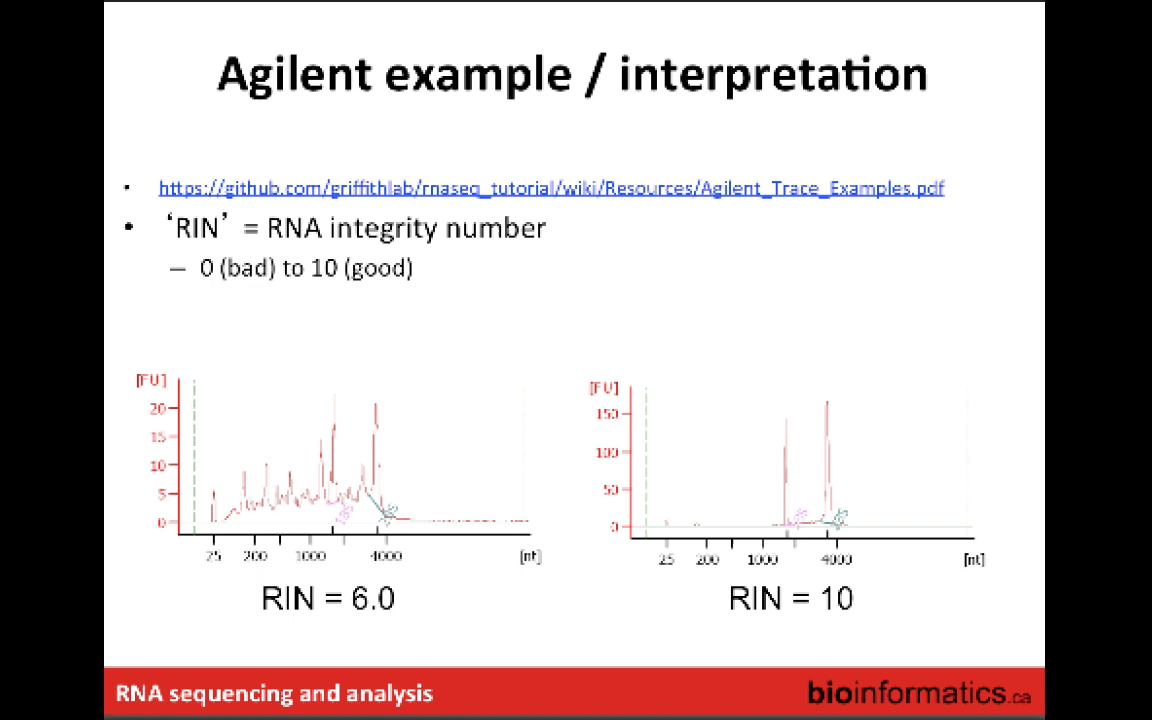 Agilent example / interpretation
• https://github.com/griffithlab/rnaseq_tutorial/wiki/Resources/Agilent_Trace_Examples.pdf
• ‘RIN’ = RNA integrity number
– 0 (bad) to 10 (good)
[FU]
20
15
10
5
0
25 200 1000 4000 [nt]
RIN = 6.0
[FU]
150
100
50
0
25 200 1000 4000 [nt]
RIN = 10
RNA sequencing and analysis
bioinformatics.ca